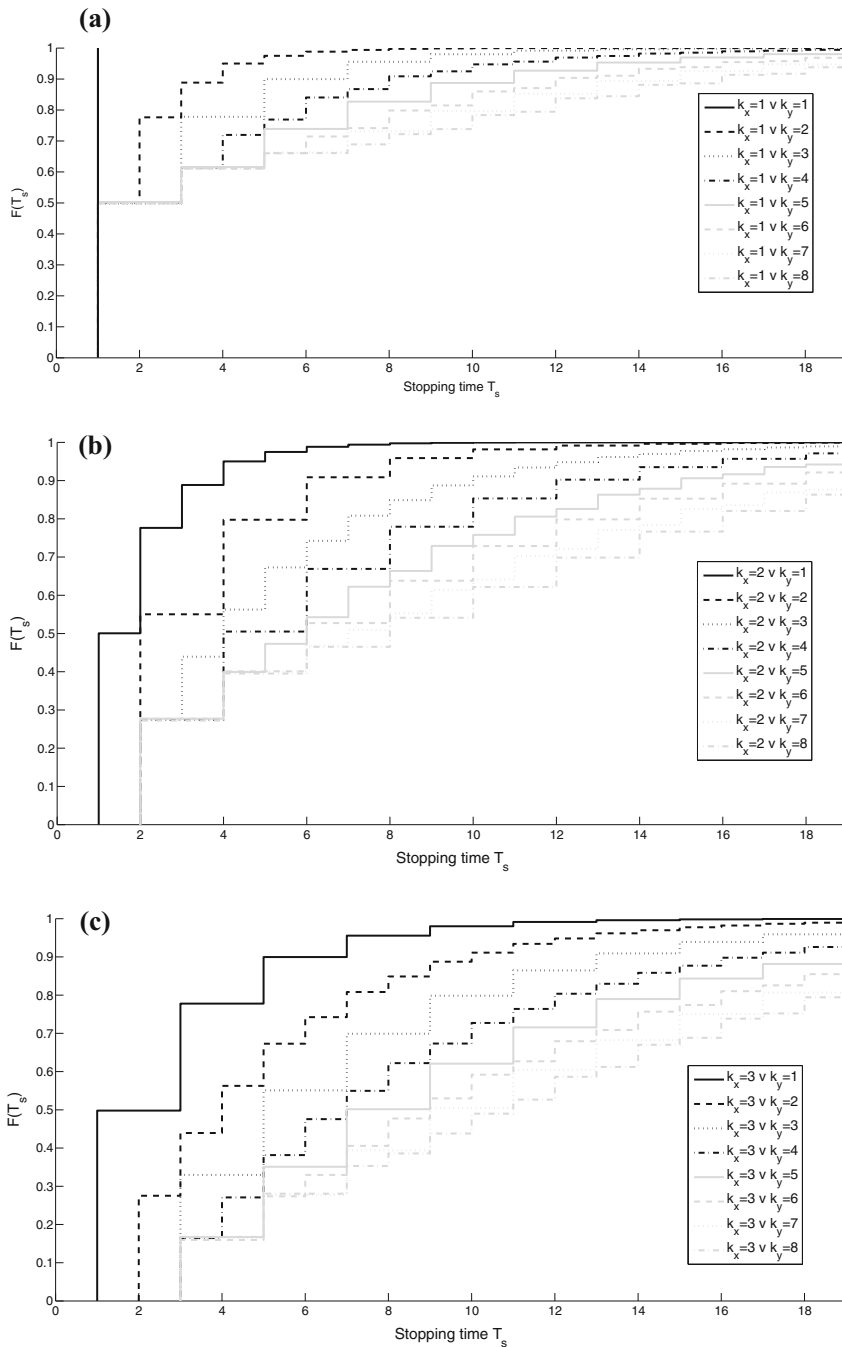 (a)
1
0.9
0.8
0.7
0.6
0.5
0.4
0.3
0.2
0.1
0
F(T_s)
0 2 4 6 8 10 12 14 16 18
Stopping time T_s
k_x=1 v k_y=1
k_x=1 v k_y=2
k_x=1 v k_y=3
k_x=1 v k_y=4
k_x=1 v k_y=5
k_x=1 v k_y=6
k_x=1 v k_y=7
k_x=1 v k_y=8
(b)
1
0.9
0.8
0.7
0.6
0.5
0.4
0.3
0.2
0.1
0
F(T_s)
0 2 4 6 8 10 12 14 16 18
Stopping time T_s
k_x=2 v k_y=1
k_x=2 v k_y=2
k_x=2 v k_y=3
k_x=2 v k_y=4
k_x=2 v k_y=5
k_x=2 v k_y=6
k_x=2 v k_y=7
k_x=2 v k_y=8
(c)
1
0.9
0.8
0.7
0.6
0.5
0.4
0.3
0.2
0.1
0
F(T_s)
0 2 4 6 8 10 12 14 16 18
Stopping time T_s
k_x=3 v k_y=1
k_x=3 v k_y=2
k_x=3 v k_y=3
k_x=3 v k_y=4
k_x=3 v k_y=5
k_x=3 v k_y=6
k_x=3 v k_y=7
k_x=3 v k_y=8